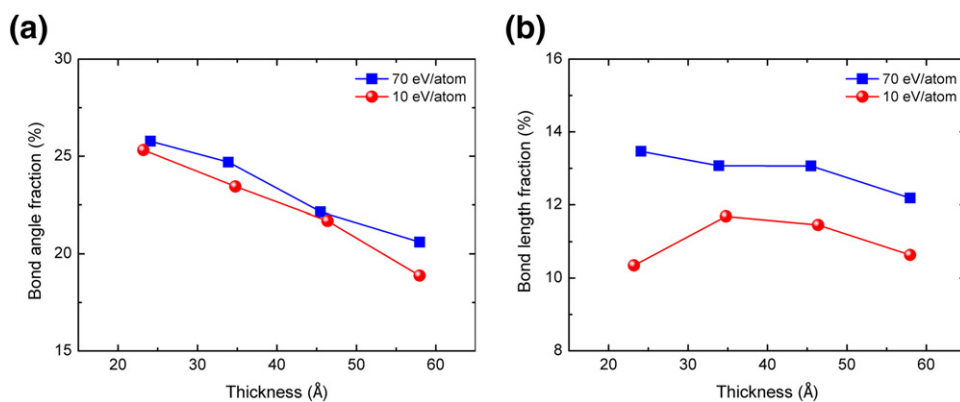 (a)
30
25
20
15
20 30 40 50 60
Bond angle fraction (%)
Thickness (Å)
70 eV/atom
10 eV/atom
(b)
16
14
12
10
8
20 30 40 50 60
Bond length fraction (%)
Thickness (Å)
70 eV/atom
10 eV/atom